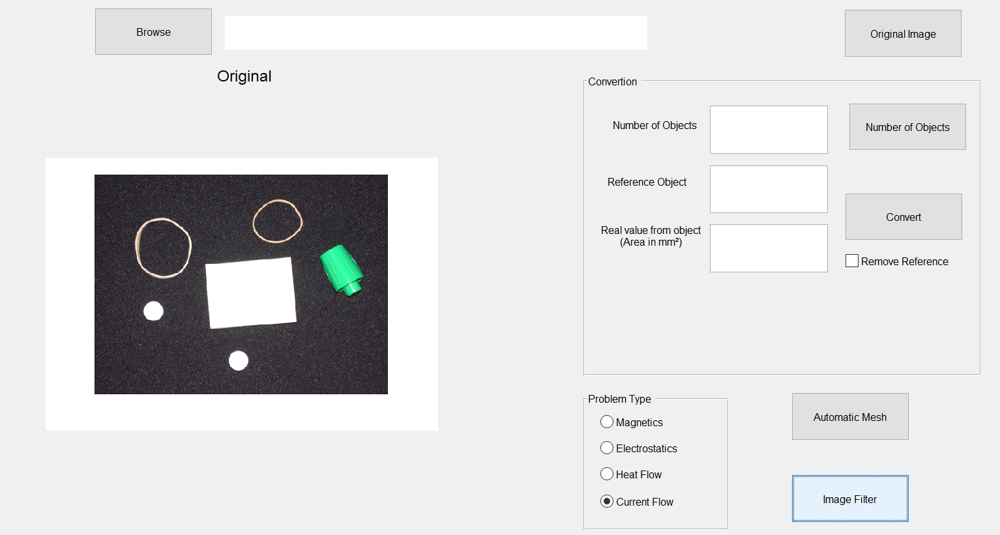 Browse
Original Image
Original
Convertion
Number of Objects
Number of Objects
Reference Object
Convert
Real value from object
(Area in mm²)
Remove Reference
Problem Type
Magnetics
Electrostatics
Heat Flow
Current Flow
Automatic Mesh
Image Filter